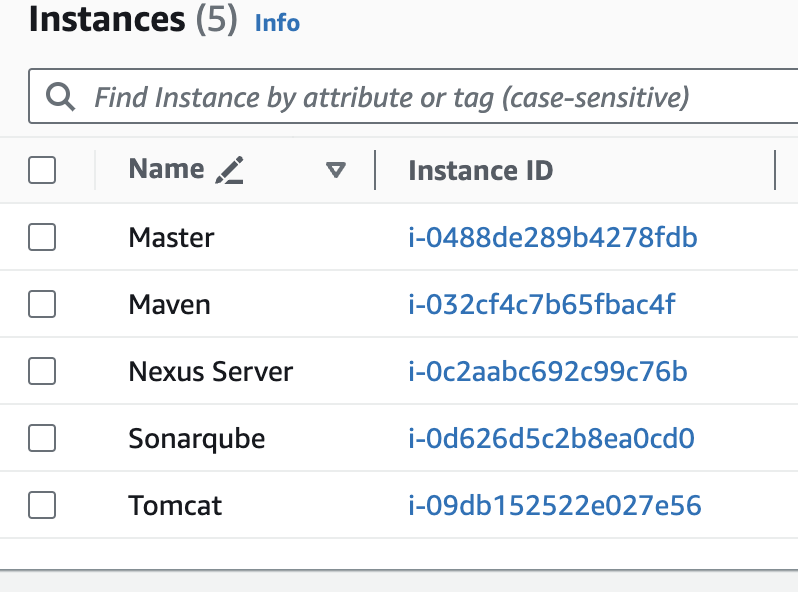 Instances (5) Info
Find Instance by attribute or tag (case-sensitive)
Name Instance ID
Master i-0488de289b4278fdb
Maven i-032cf4c7b65fbac4f
Nexus Server i-0c2aabc692c99c76b
Sonarqube i-0d626d5c2b8ea0cd0
Tomcat i-09db152522e027e56